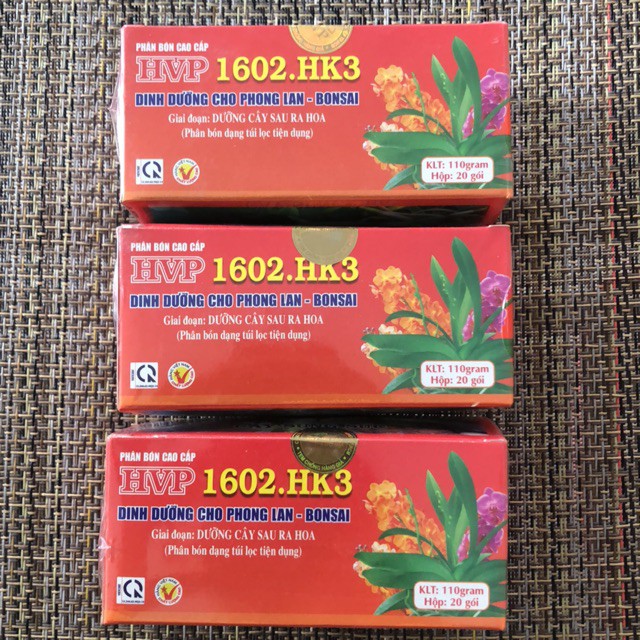 PHÂN BÓN CAO CẤP
HVP 1602.HK3
DINH DƯỠNG CHO PHONG LAN - BONSAI
Giai đoạn: DƯỠNG CÂY SAU RA HOA
(Phân bón dạng túi lọc tiện dụng)
KLT: 110gram
Hộp: 20 gói
PHÂN BÓN CAO CẤP
HVP 1602.HK3
DINH DƯỠNG CHO PHONG LAN - BONSAI
Giai đoạn: DƯỠNG CÂY SAU RA HOA
(Phân bón dạng túi lọc tiện dụng)
KLT: 110gram
Hộp: 20 gói
PHÂN BÓN CAO CẤP
HVP 1602.HK3
DINH DƯỠNG CHO PHONG LAN - BONSAI
Giai đoạn: DƯỠNG CÂY SAU RA HOA
(Phân bón dạng túi lọc tiện dụng)
KLT: 110gram
Hộp: 20 gói